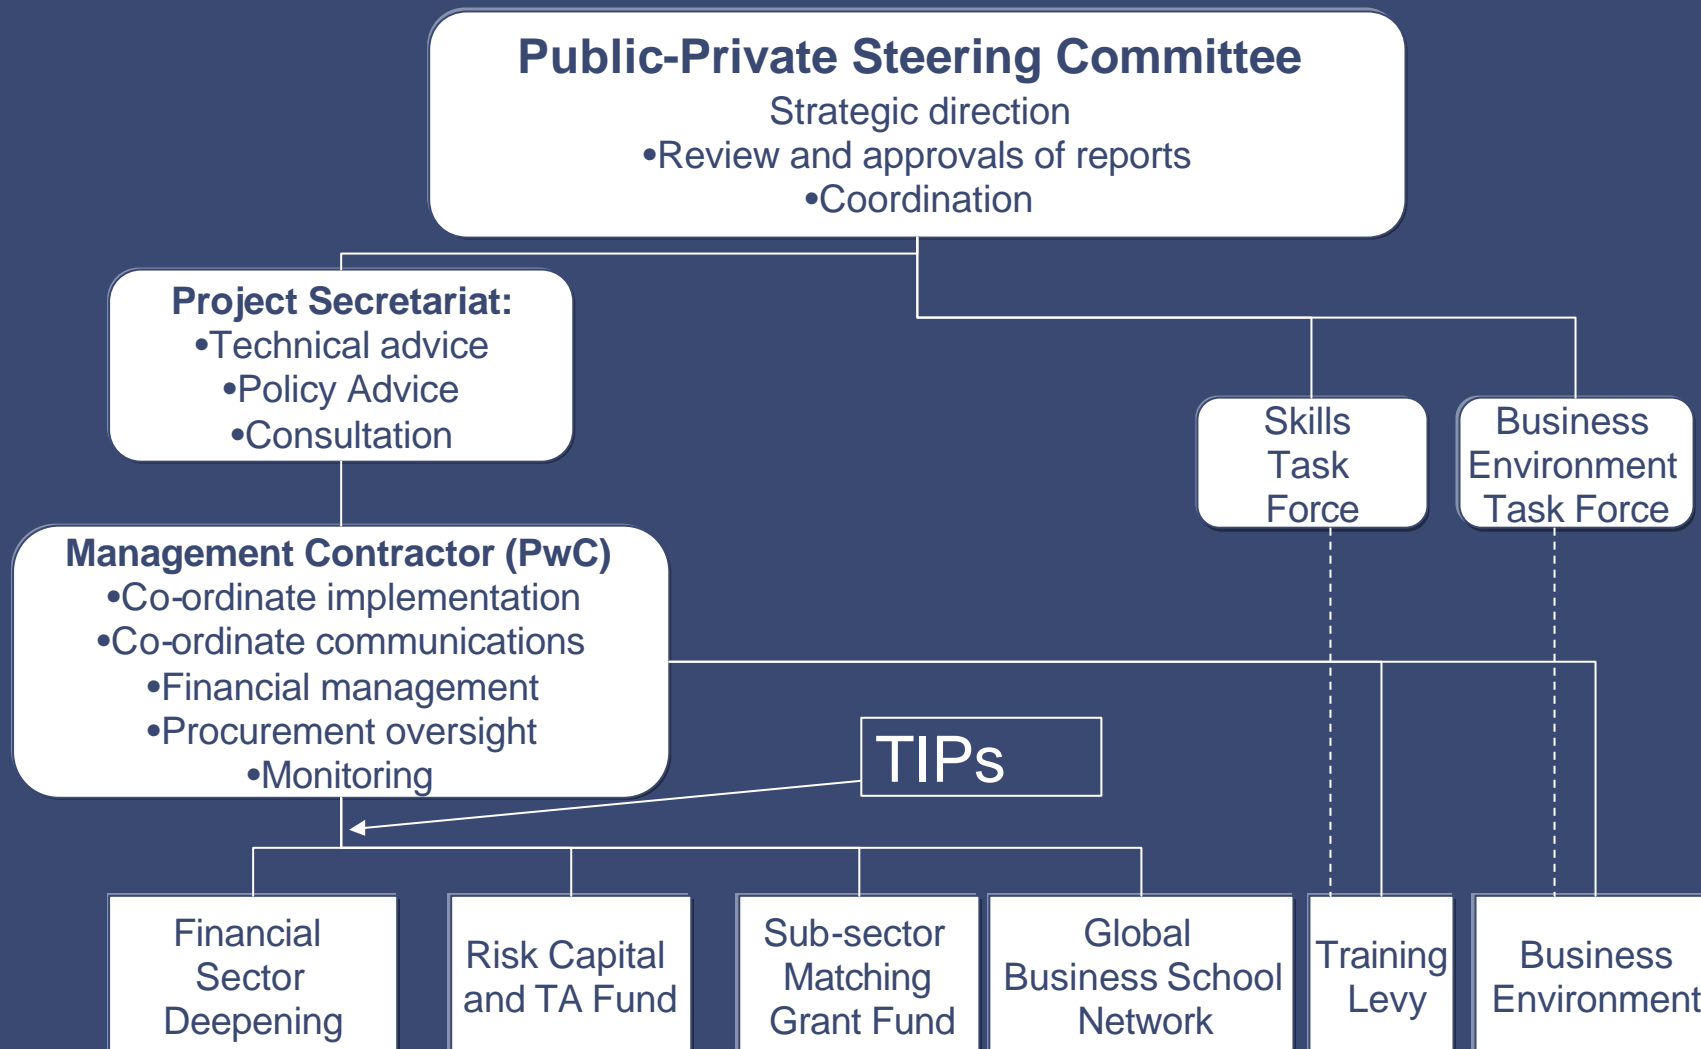 Public-Private Steering Committee
Strategic direction
•Review and approvals of reports
•Coordination
Project Secretariat:
•Technical advice
•Policy Advice
•Consultation
Skills
Task
Force
Business
Environment
Task Force
Management Contractor (PwC)
•Co-ordinate implementation
•Co-ordinate communications
•Financial management
•Procurement oversight
•Monitoring
TIPs
Financial
Sector
Deepening
Risk Capital
and TA Fund
Sub-sector
Matching
Grant Fund
Global
Business School
Network
Training
Levy
Business
Environment